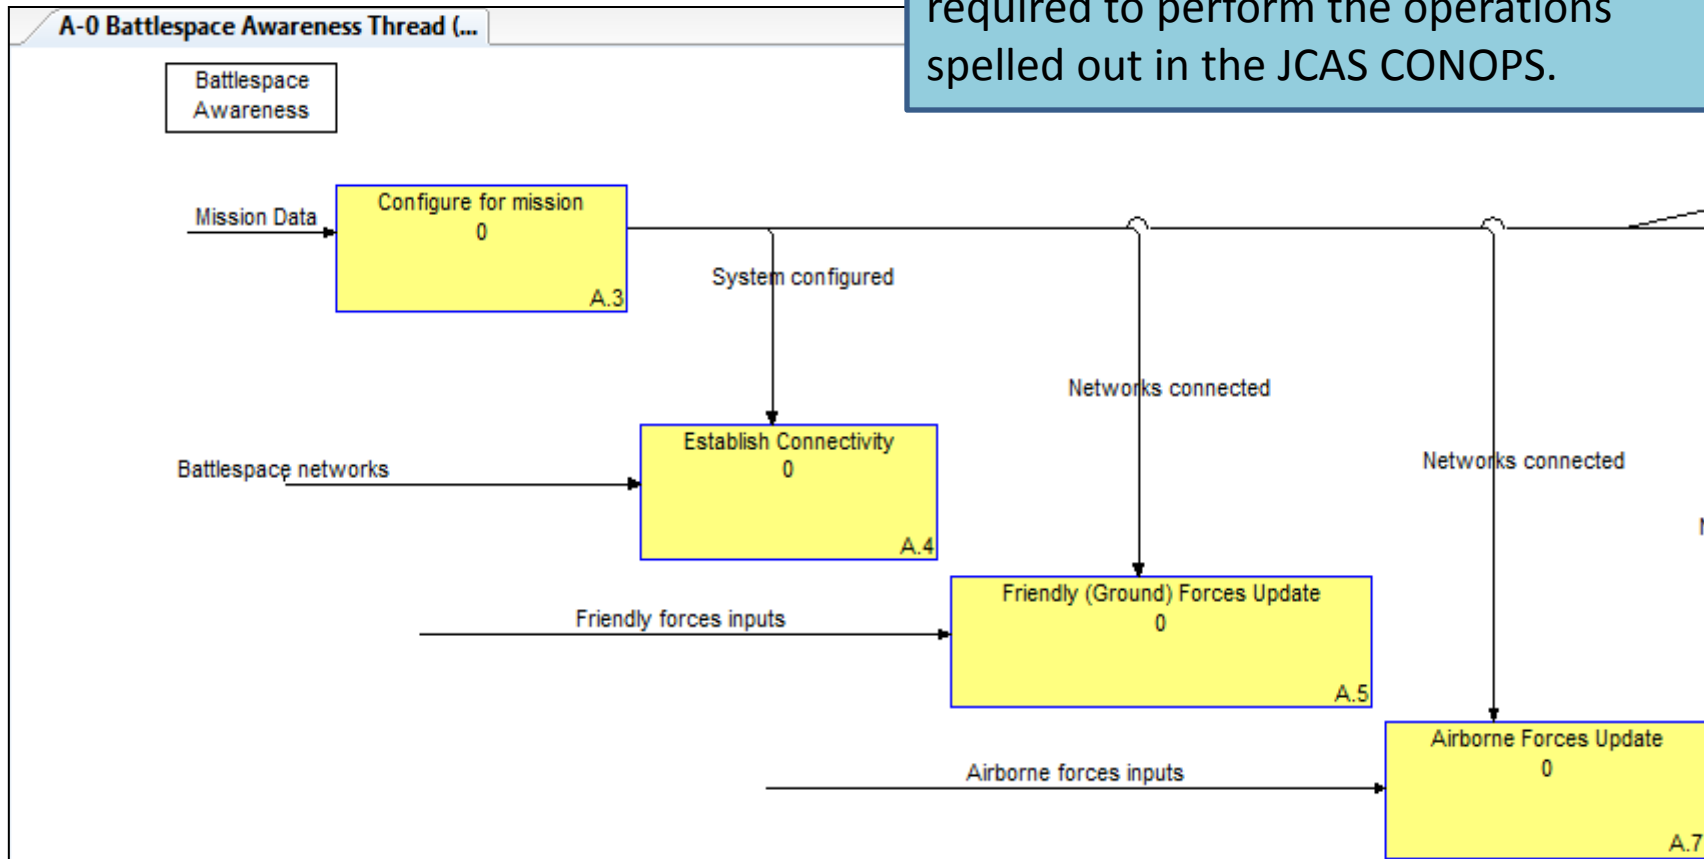 required to perform the operations
spelled out in the JCAS CONOPS.
A-0 Battlespace Awareness Thread (...
Battlespace
Awareness
Mission Data
Configure for mission
0
A.3
System configured
Networks connected
Networks connected
Battlespace networks
Establish Connectivity
0
A.4
Friendly forces inputs
Friendly (Ground) Forces Update
0
A.5
Airborne forces inputs
Airborne Forces Update
0
A.7